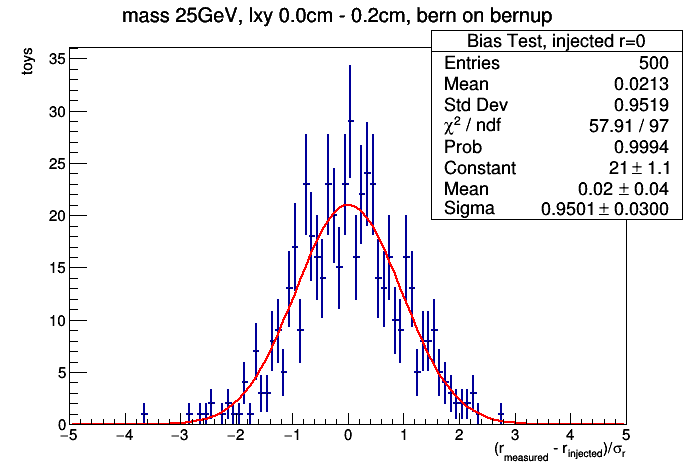 mass 25GeV, lxy 0.0cm - 0.2cm, bern on bernup
Bias Test, injected r=0
Entries 500
Mean 0.0213
Std Dev 0.9519
χ² / ndf 57.91 / 97
Prob 0.9994
Constant 21 ± 1.1
Mean 0.02 ± 0.04
Sigma 0.9501 ± 0.0300
toys
35
30
25
20
15
10
5
0
−5 −4 −3 −2 −1 0 1 2 3 4 5
(r_measured - r_injected)/σ_r